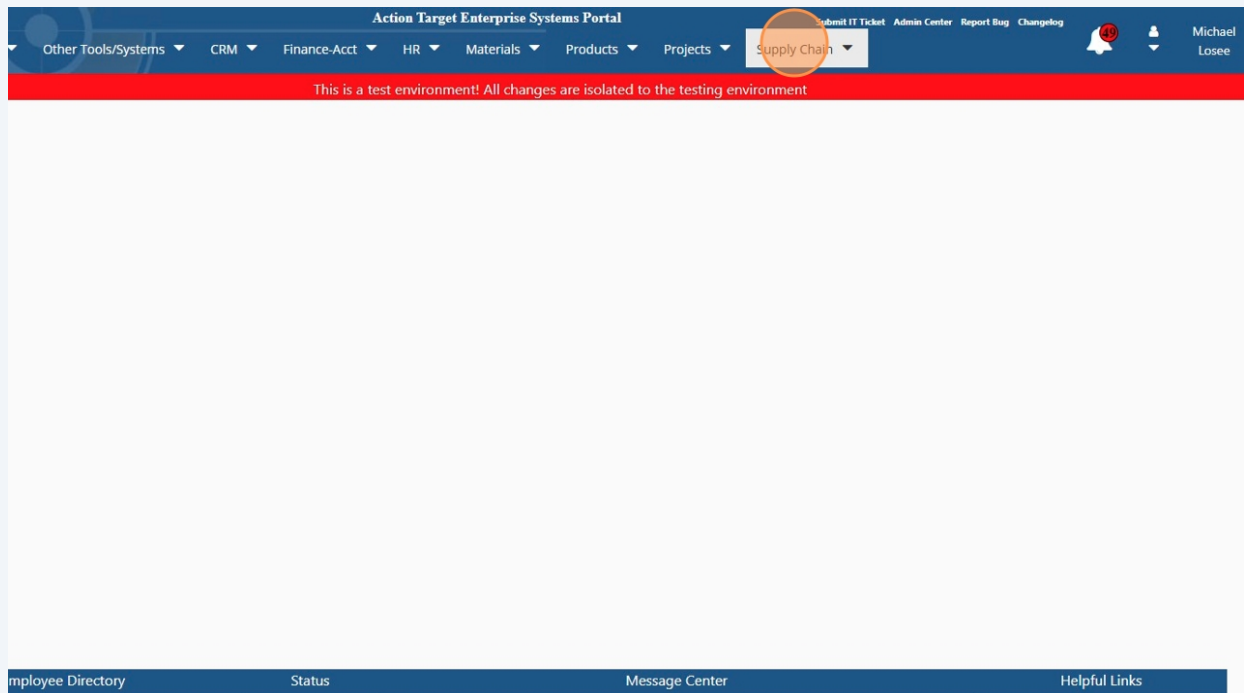 Action Target Enterprise Systems Portal
Submit IT Ticket Admin Center Report Bug Changelog
Other Tools/Systems CRM Finance-Acct HR Materials Products Projects Supply Chain
49
Michael
Losee
This is a test environment! All changes are isolated to the testing environment
mployee Directory Status Message Center Helpful Links